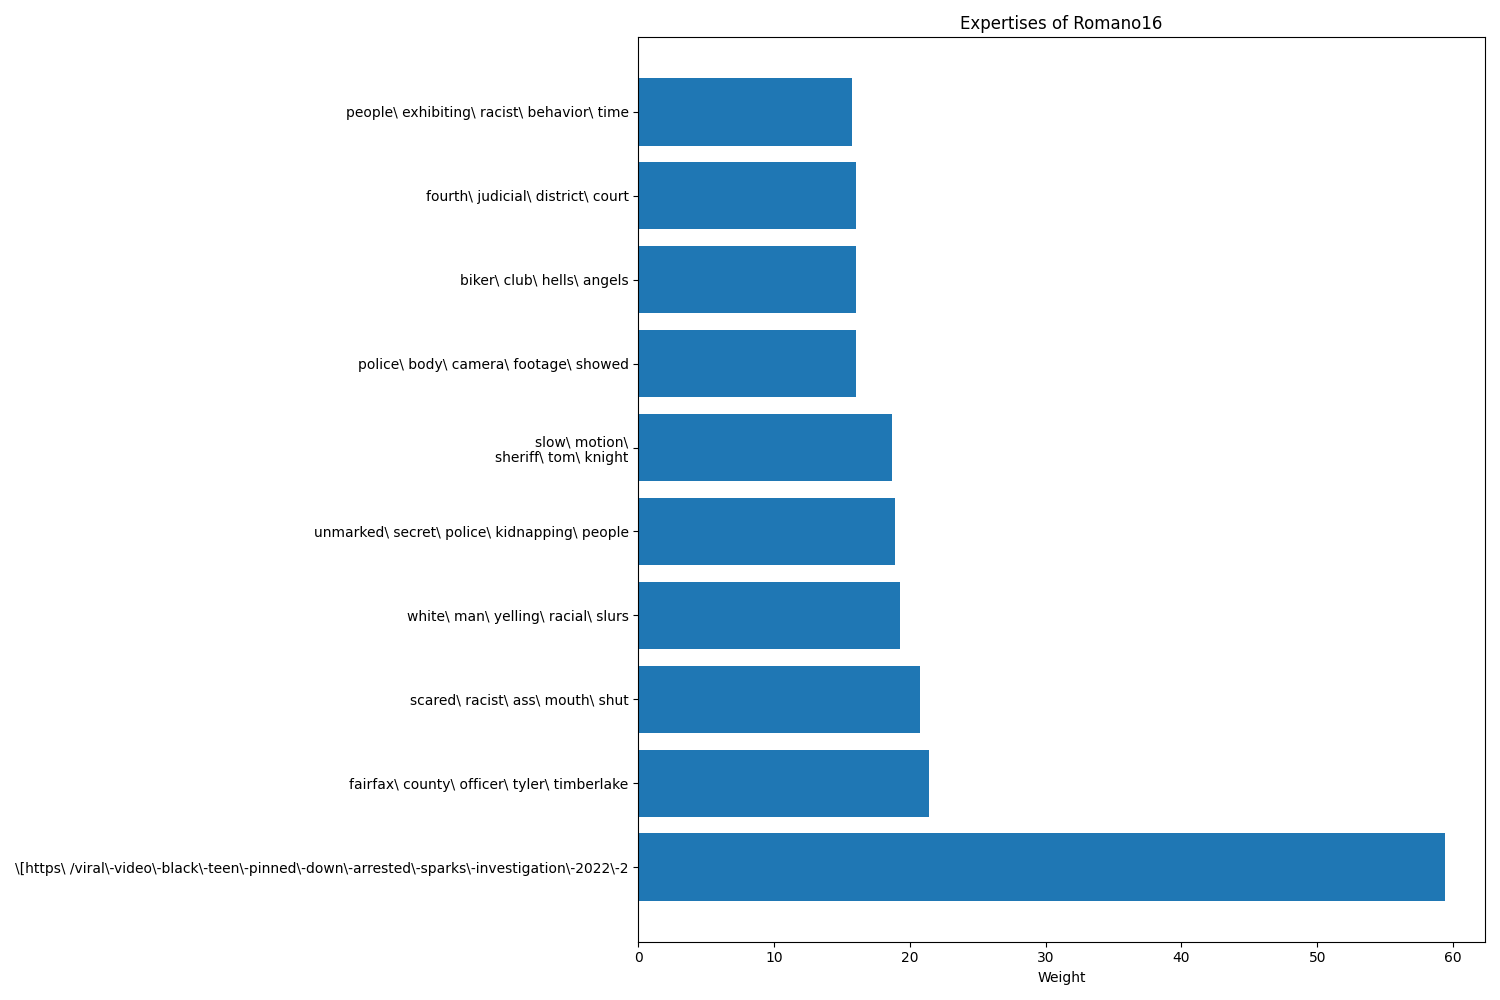 Expertises of Romano16
people\ exhibiting\ racist\ behavior\ time
fourth\ judicial\ district\ court
biker\ club\ hells\ angels
police\ body\ camera\ footage\ showed
slow\ motion\
sheriff\ tom\ knight
unmarked\ secret\ police\ kidnapping\ people
white\ man\ yelling\ racial\ slurs
scared\ racist\ ass\ mouth\ shut
fairfax\ county\ officer\ tyler\ timberlake
\[https\ /viral\-video\-black\-teen\-pinned\-down\-arrested\-sparks\-investigation\-2022\-2
0 10 20 30 40 50 60
Weight